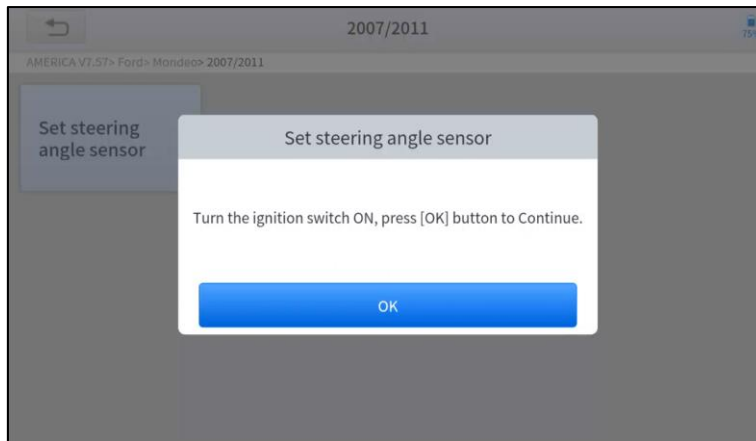 2007/2011
75%
AMERICA V7.57> Ford> Mondeo> 2007/2011
Set steering
angle sensor
Set steering angle sensor
Turn the ignition switch ON, press [OK] button to Continue.
OK